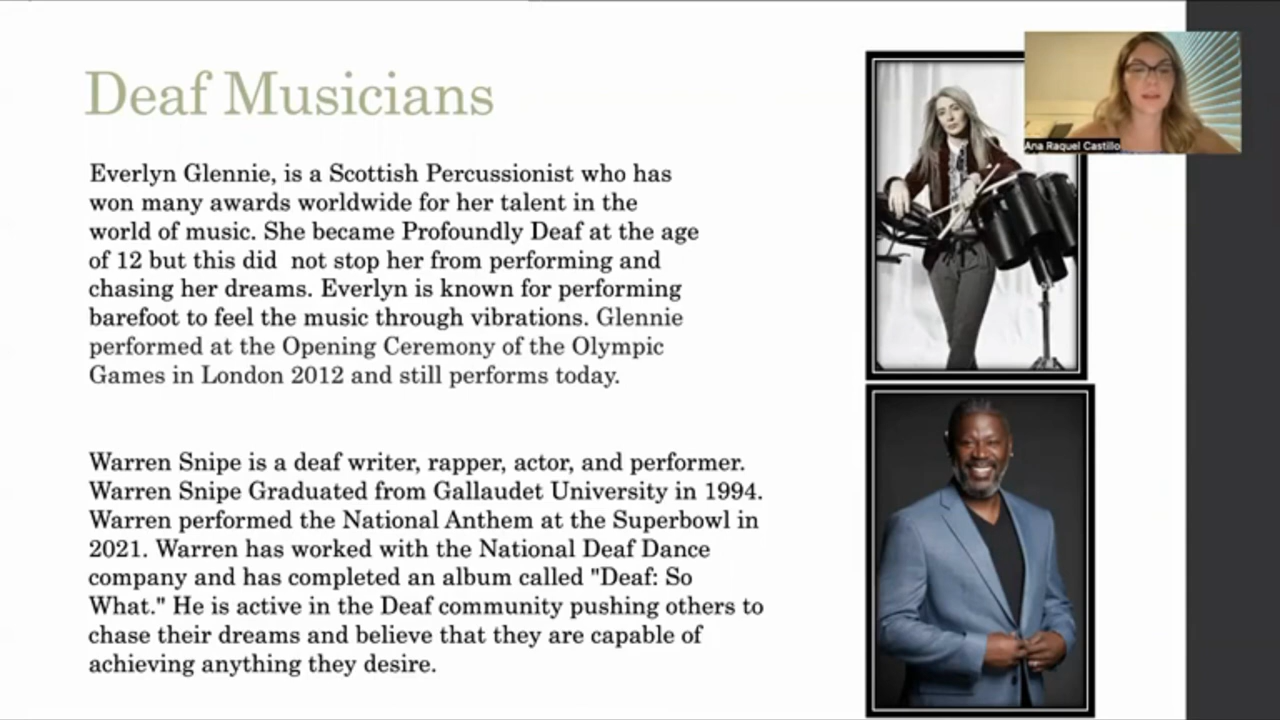 Deaf Musicians
Ana Raquel Castillo
Everlyn Glennie, is a Scottish Percussionist who has
won many awards worldwide for her talent in the
world of music. She became Profoundly Deaf at the age
of 12 but this did  not stop her from performing and
chasing her dreams. Everlyn is known for performing
barefoot to feel the music through vibrations. Glennie
performed at the Opening Ceremony of the Olympic
Games in London 2012 and still performs today.
Warren Snipe is a deaf writer, rapper, actor, and performer.
Warren Snipe Graduated from Gallaudet University in 1994.
Warren performed the National Anthem at the Superbowl in
2021. Warren has worked with the National Deaf Dance
company and has completed an album called "Deaf: So
What." He is active in the Deaf community pushing others to
chase their dreams and believe that they are capable of
achieving anything they desire.